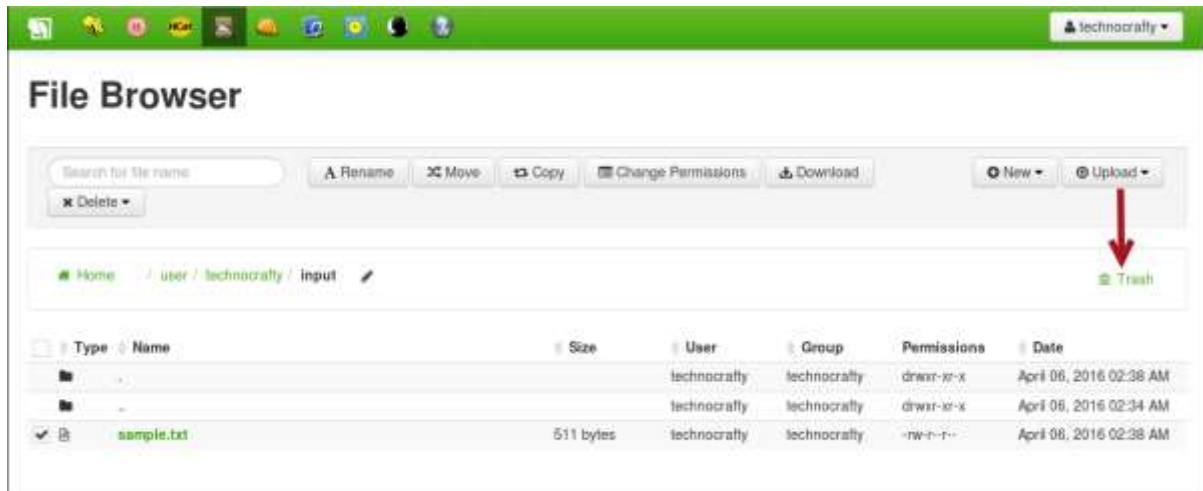 HCat
technocrafty
File Browser
Search for file name
Rename Move Copy Change Permissions Download New Upload
Delete
Home / user / technocrafty / input Trash
Type Name Size User Group Permissions Date
. technocrafty technocrafty drwxr-xr-x April 06, 2016 02:38 AM
technocrafty technocrafty drwxr-xr-x April 06, 2016 02:34 AM
sample.txt 511 bytes technocrafty technocrafty -rw-r--r-- April 06, 2016 02:38 AM